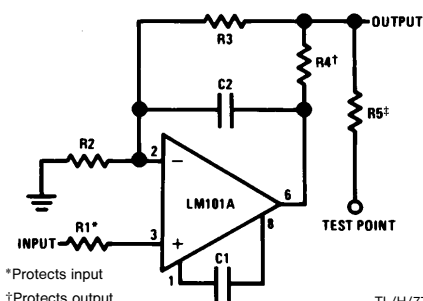 R3
OUTPUT
R4†
C2
R5‡
R2
2
−
LM101A
6
TEST POINT
8
R1*
INPUT
3
+
C1
1
*Protects input
†Protects output